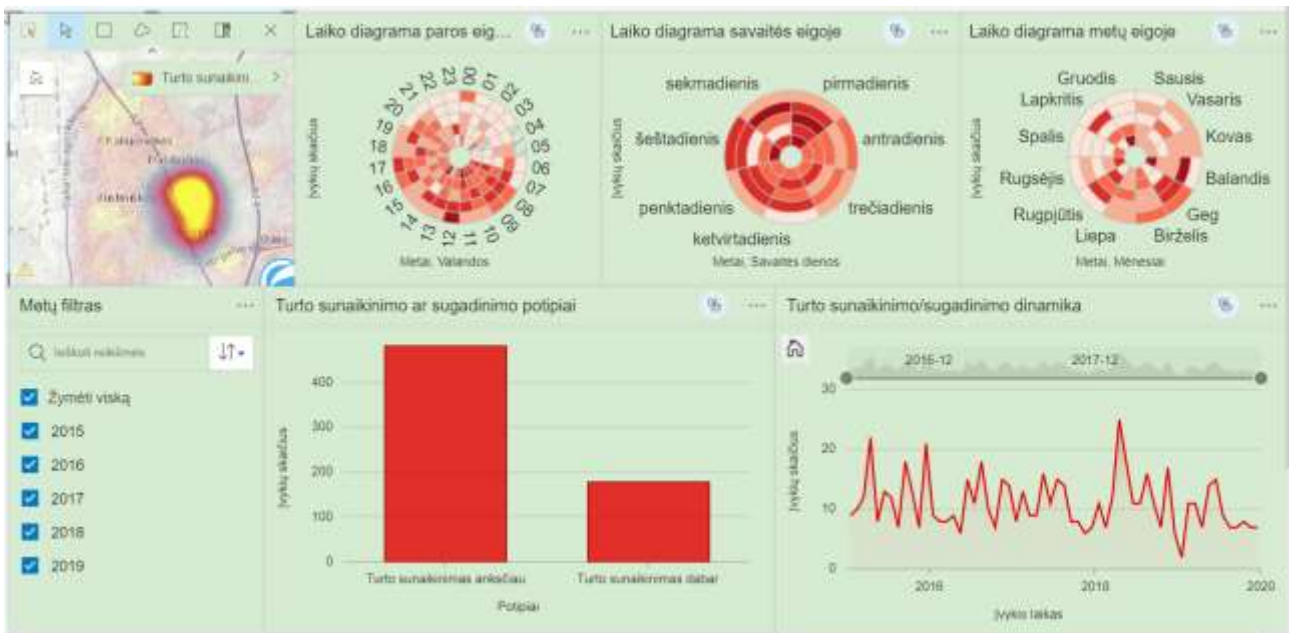 Laiko diagrama paros eig...
Laiko diagrama savaitės eigoje
Laiko diagrama metų eigoje
Turto sunaikini...
00
01
02
03
04
05
06
07
08
09
10
11
12
13
14
15
16
17
18
19
20
21
22
23
Įvykių skaičius
Metai, Valandos
sekmadienis
pirmadienis
šeštadienis
antradienis
penktadienis
trečiadienis
ketvirtadienis
Įvykių skaičius
Metai, Savaitės dienos
Gruodis
Sausis
Lapkritis
Vasaris
Spalis
Kovas
Rugsėjis
Balandis
Rugpjūtis
Geg
Liepa
Birželis
Įvykių skaičius
Metai, Mėnesiai
Metų filtras
Ieškoti reikšmės
Žymėti viską
2015
2016
2017
2018
2019
Turto sunaikinimo ar sugadinimo potipiai
400
300
200
100
0
Įvykių skaičius
Turto sunaikinimas anksčiau
Turto sunaikinimas dabar
Potipiai
Turto sunaikinimo/sugadinimo dinamika
2016-12
2017-12
30
20
10
0
Įvykių skaičius
2016
2018
2020
Įvykio laikas